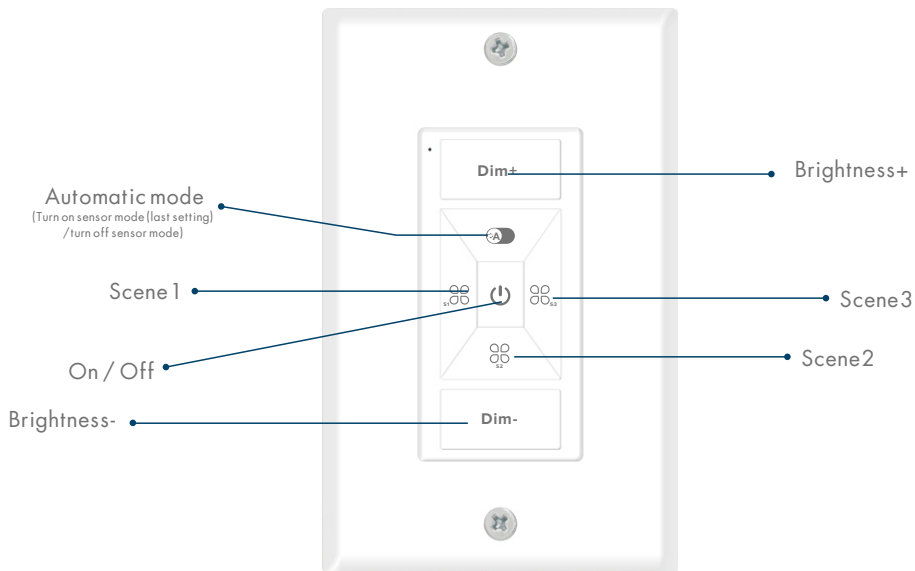 Dim+
Brightness+
Automatic mode
(Turn on sensor mode (last setting)
/turn off sensor mode)
A
Scene1
S1
S3
Scene3
S2
Scene2
On / Off
Brightness-
Dim-